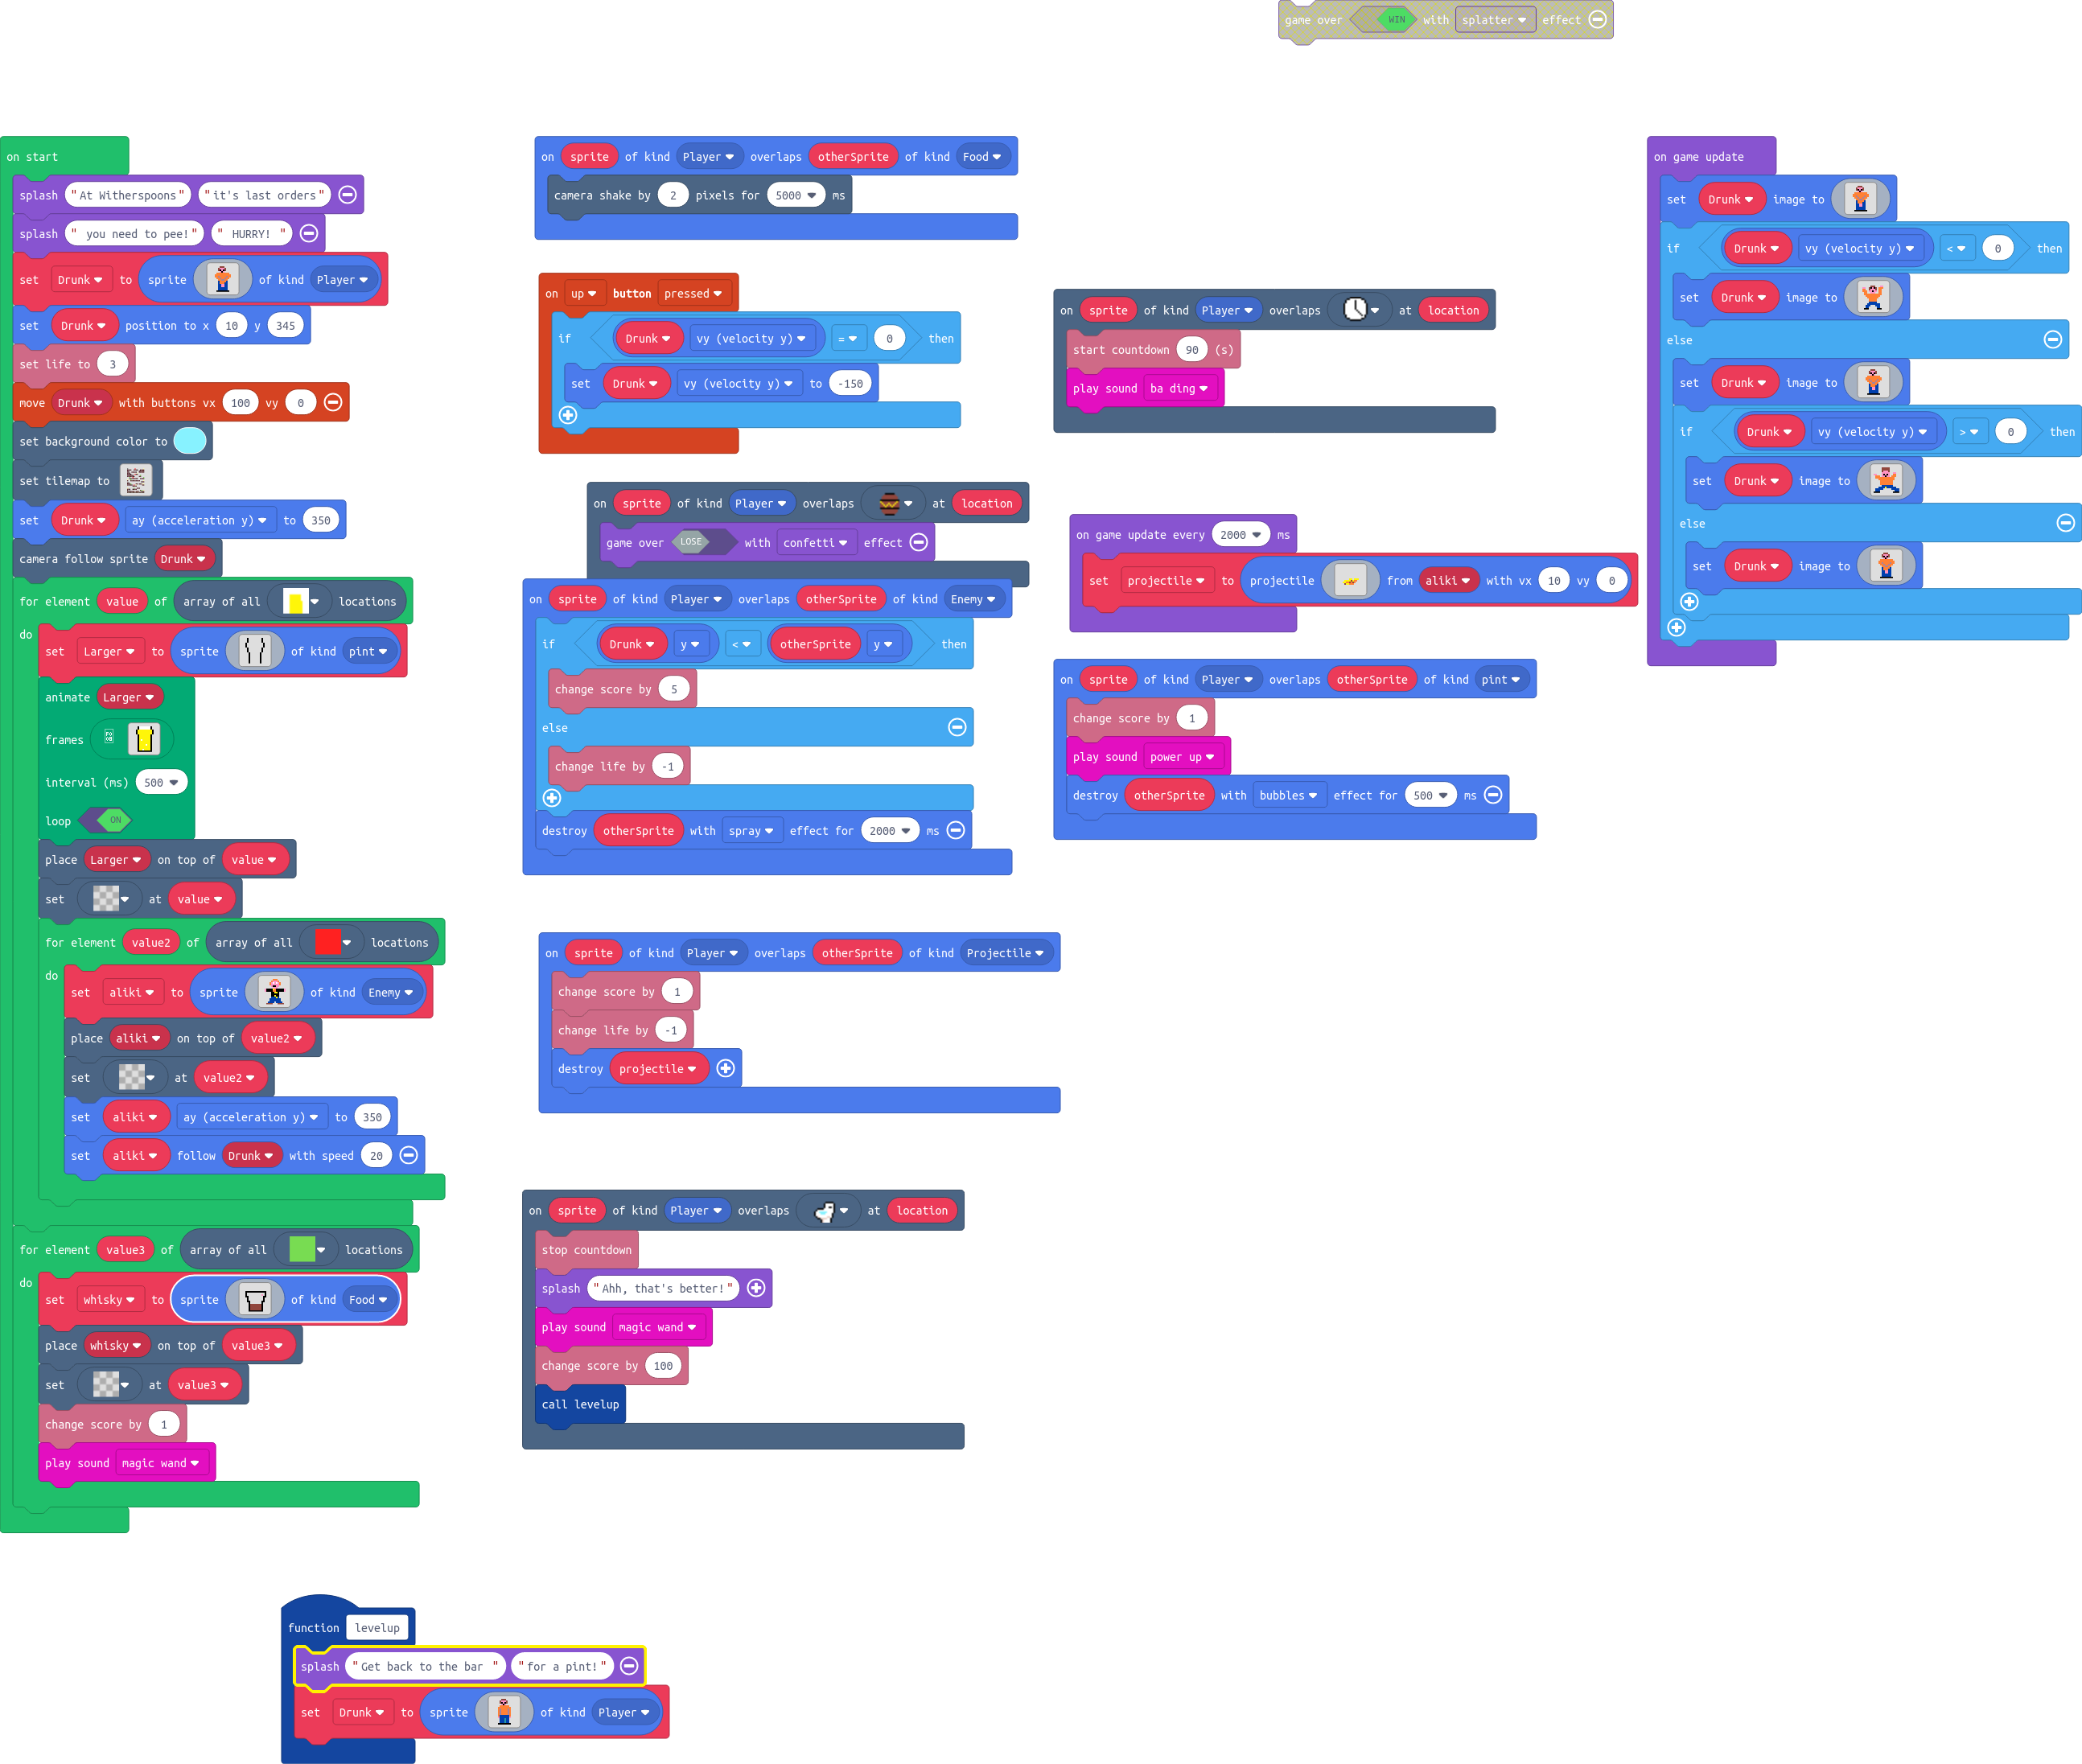 game over WIN with splatter effect
on start
splash "At Witherspoons" "it's last orders"
splash " you need to pee!" " HURRY! "
set Drunk to sprite of kind Player
set Drunk position to x 10 y 345
set life to 3
move Drunk with buttons vx 100 vy 0
set background color to
set tilemap to
set Drunk ay (acceleration y) to 350
camera follow sprite Drunk
for element value of array of all locations
do
set Larger to sprite of kind pint
animate Larger
frames
interval (ms) 500
loop ON
place Larger on top of value
set at value
for element value2 of array of all locations
do
set aliki to sprite of kind Enemy
place aliki on top of value2
set at value2
set aliki ay (acceleration y) to 350
set aliki follow Drunk with speed 20
for element value3 of array of all locations
do
set whisky to sprite of kind Food
place whisky on top of value3
set at value3
change score by 1
play sound magic wand
on sprite of kind Player overlaps otherSprite of kind Food
camera shake by 2 pixels for 5000 ms
on up button pressed
if Drunk vy (velocity y) = 0 then
set Drunk vy (velocity y) to -150
on sprite of kind Player overlaps at location
game over LOSE with confetti effect
on sprite of kind Player overlaps otherSprite of kind Enemy
if Drunk y < otherSprite y then
change score by 5
else
change life by -1
destroy otherSprite with spray effect for 2000 ms
on sprite of kind Player overlaps otherSprite of kind Projectile
change score by 1
change life by -1
destroy projectile
on sprite of kind Player overlaps at location
stop countdown
splash "Ahh, that's better!"
play sound magic wand
change score by 100
call levelup
on sprite of kind Player overlaps at location
start countdown 90 (s)
play sound ba ding
on game update every 2000 ms
set projectile to projectile from aliki with vx 10 vy 0
on sprite of kind Player overlaps otherSprite of kind pint
change score by 1
play sound power up
destroy otherSprite with bubbles effect for 500 ms
on game update
set Drunk image to
if Drunk vy (velocity y) < 0 then
set Drunk image to
else
set Drunk image to
if Drunk vy (velocity y) > 0 then
set Drunk image to
else
set Drunk image to
function levelup
splash "Get back to the bar " "for a pint!"
set Drunk to sprite of kind Player